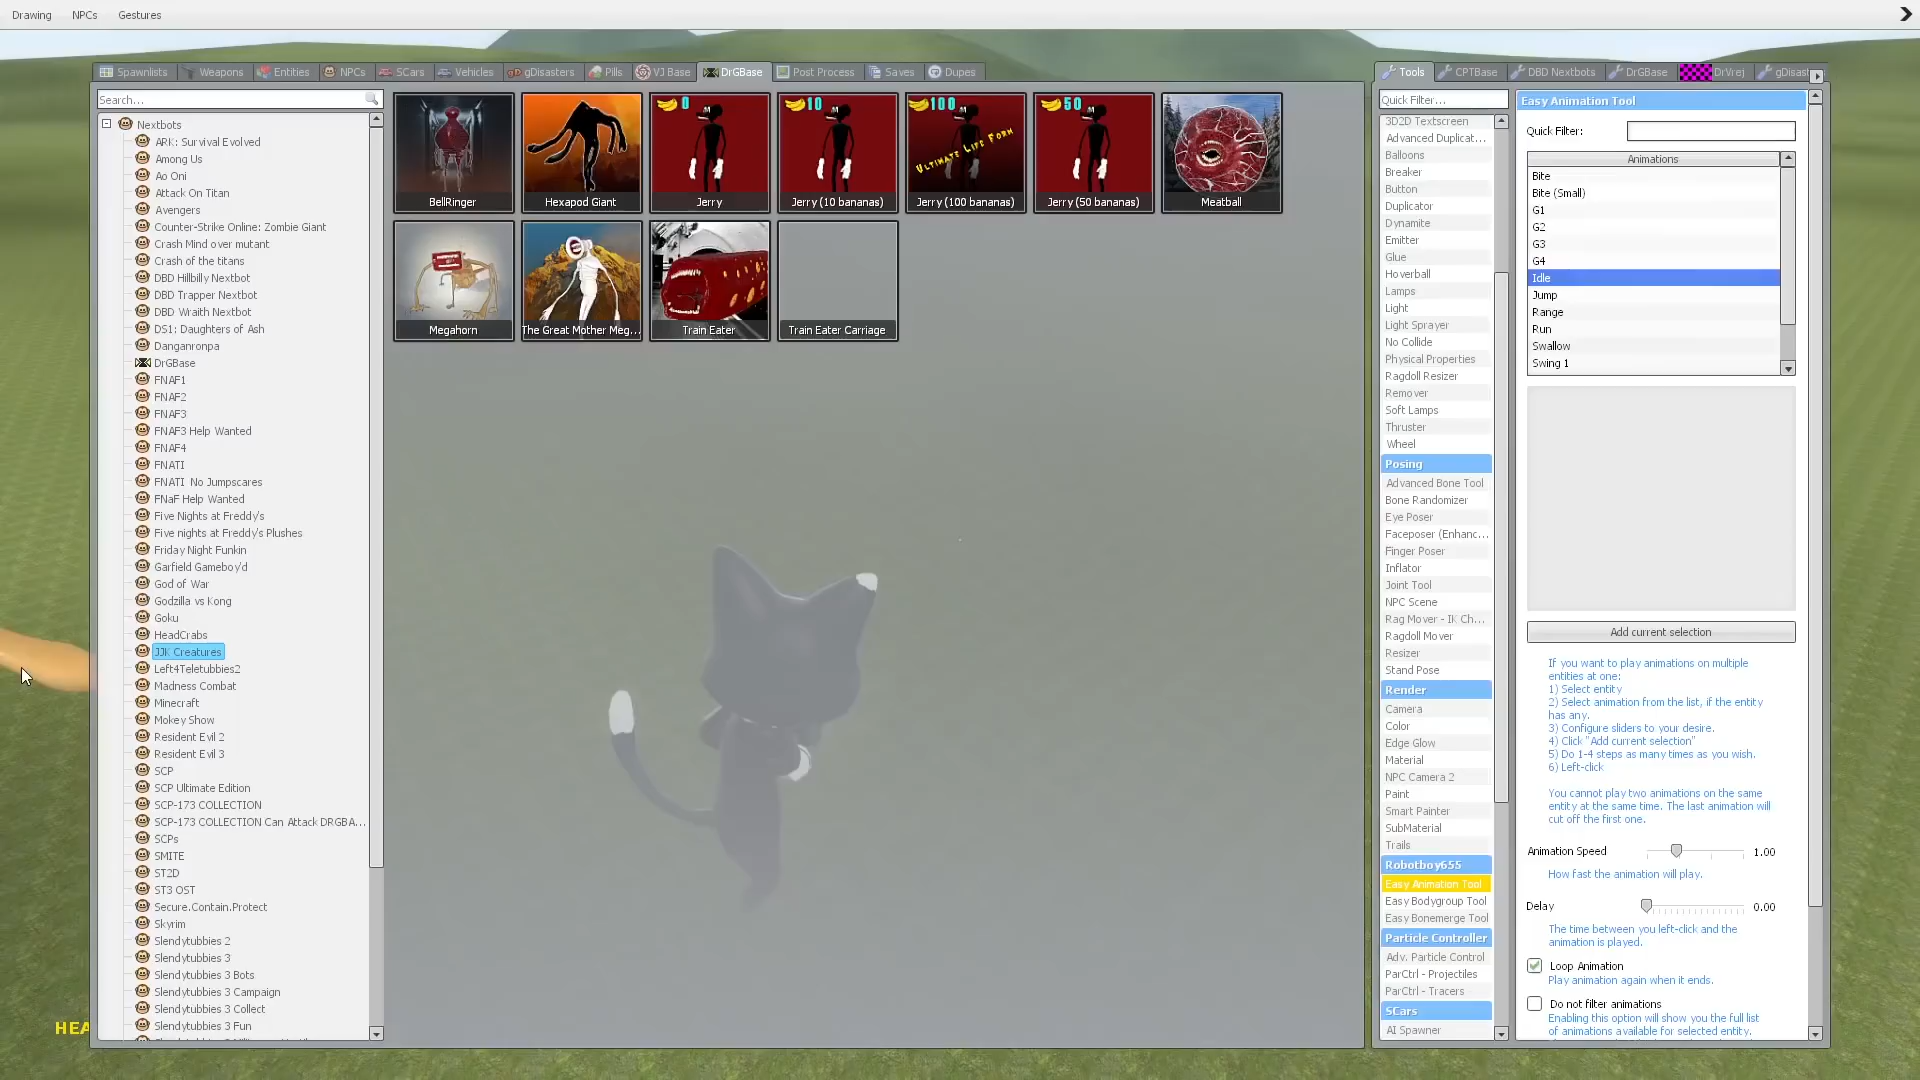 Drawing NPCs Gestures
Spawnlists Weapons Entities NPCs SCars Vehicles gDisasters Pills VJ Base DrGBase Post Process Saves Dupes
Search...
Nextbots
ARK: Survival Evolved
Among Us
Ao Oni
Attack On Titan
Avengers
Counter-Strike Online: Zombie Giant
Crash Mind over mutant
Crash of the titans
DBD Hillbilly Nextbot
DBD Trapper Nextbot
DBD Wraith Nextbot
DS1: Daughters of Ash
Danganronpa
DrGBase
FNAF1
FNAF2
FNAF3
FNAF3 Help Wanted
FNAF4
FNATI
FNATI No Jumpscares
FNaF Help Wanted
Five Nights at Freddy's
Five nights at Freddy's Plushes
Friday Night Funkin
Garfield Gameboy'd
God of War
Godzilla vs Kong
Goku
HeadCrabs
JJK Creatures
Left4Teletubbies2
Madness Combat
Minecraft
Mokey Show
Resident Evil 2
Resident Evil 3
SCP
SCP Ultimate Edition
SCP-173 COLLECTION
SCP-173 COLLECTION Can Attack DRGBA...
SCPs
SMITE
ST2D
ST3 OST
Secure.Contain.Protect
Skyrim
Slendytubbies 2
Slendytubbies 3
Slendytubbies 3 Bots
Slendytubbies 3 Campaign
Slendytubbies 3 Collect
Slendytubbies 3 Fun
0 10 100 50
ULTIMATE LIFE FORM
BellRinger Hexapod Giant Jerry Jerry (10 bananas) Jerry (100 bananas) Jerry (50 bananas) Meatball
Megahorn The Great Mother Meg... Train Eater Train Eater Carriage
HEA
Tools CPTBase DBD Nextbots DrGBase DrVrej gDisast
Quick Filter...
3D2D Textscreen
Advanced Duplicat...
Balloons
Breaker
Button
Duplicator
Dynamite
Emitter
Glue
Hoverball
Lamps
Light
Light Sprayer
No Collide
Physical Properties
Ragdoll Resizer
Remover
Soft Lamps
Thruster
Wheel
Posing
Advanced Bone Tool
Bone Randomizer
Eye Poser
Faceposer (Enhanc...
Finger Poser
Inflator
Joint Tool
NPC Scene
Rag Mover - IK Ch...
Ragdoll Mover
Resizer
Stand Pose
Render
Camera
Color
Edge Glow
Material
NPC Camera 2
Paint
Smart Painter
SubMaterial
Trails
Robotboy655
Easy Animation Tool
Easy Bodygroup Tool
Easy Bonemerge Tool
Particle Controller
Adv. Particle Control
ParCtrl - Projectiles
ParCtrl - Tracers
SCars
AI Spawner
Easy Animation Tool
Quick Filter:
Animations
Bite
Bite (Small)
G1
G2
G3
G4
Idle
Jump
Range
Run
Swallow
Swing 1
Add current selection
If you want to play animations on multiple
entities at one:
1) Select entity
2) Select animation from the list, if the entity
has any.
3) Configure sliders to your desire.
4) Click "Add current selection"
5) Do 1-4 steps as many times as you wish.
6) Left-click
You cannot play two animations on the same
entity at the same time. The last animation will
cut off the first one.
Animation Speed 1.00
How fast the animation will play.
Delay 0.00
The time between you left-click and the
animation is played.
Loop Animation
Play animation again when it ends.
Do not filter animations
Enabling this option will show you the full list
of animations available for selected entity.